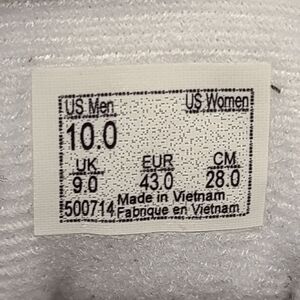 US Men US Women
10.0
UK EUR CM
9.0 43.0 28.0
500714 Made in Vietnam
Fabrique en Vietnam